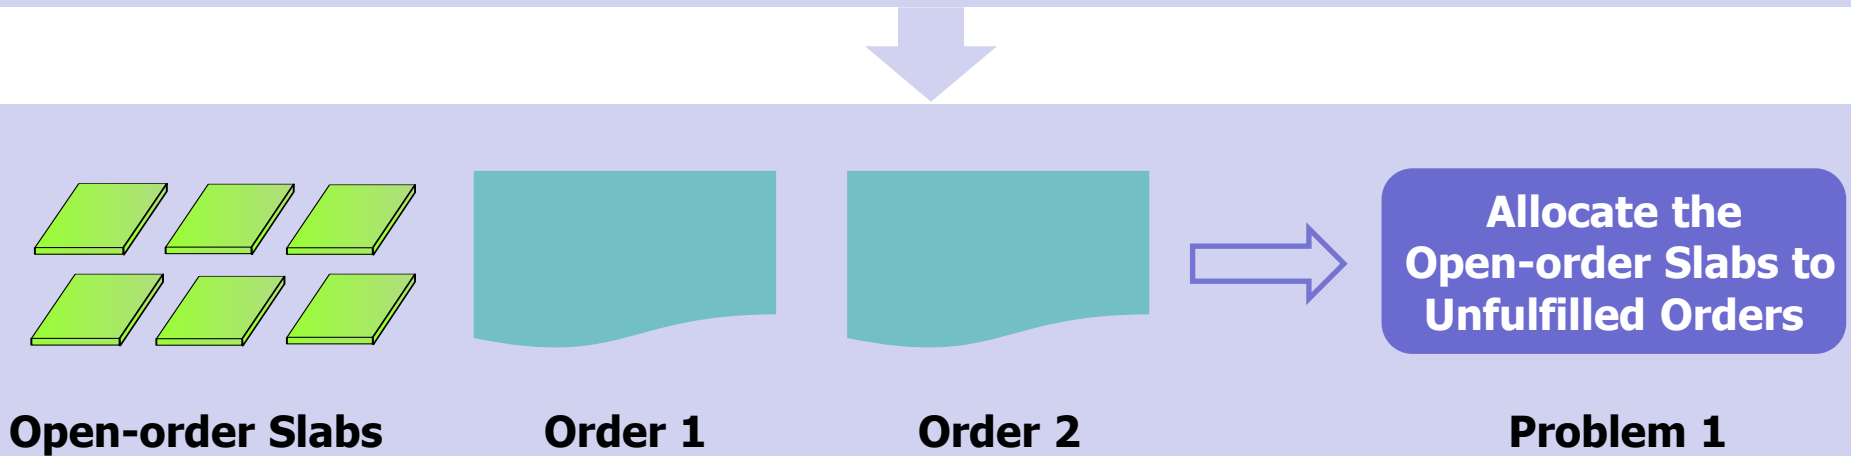 Allocate the
Open-order Slabs to
Unfulfilled Orders
Open-order Slabs
Order 1
Order 2
Problem 1